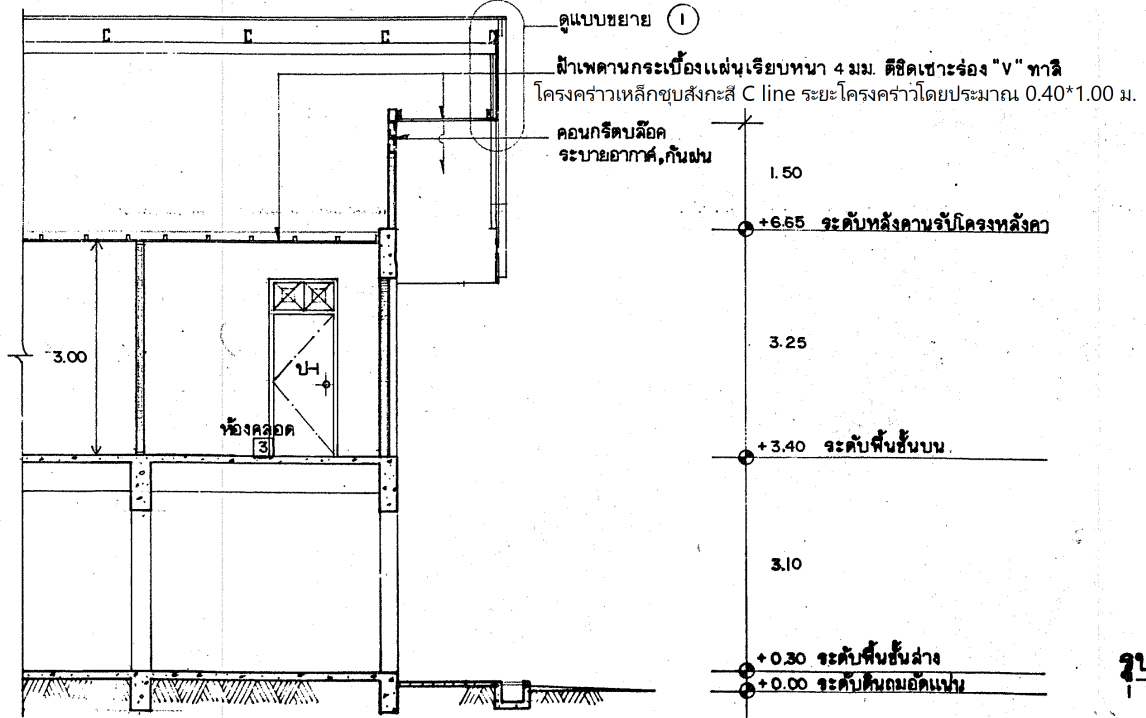 ดูแบบขยาย 1
ฝ้าเพดานกระเบื้องแผ่นเรียบหนา 4 มม. ตีชิดเซาะร่อง "V" ทาสี
โครงคร่าวเหล็กชุบสังกะสี C line ระยะโครงคร่าวโดยประมาณ 0.40*1.00 ม.
คอนกรีตบล๊อค
ระบายอากาศ,กันฝน
1.50
+6.65 ระดับหลังคานรับโครงหลังคา
3.00
3.25
ป-1
ห้องคลอด
3
+3.40 ระดับพื้นชั้นบน
3.10
+0.30 ระดับพื้นชั้นล่าง
+0.00 ระดับดินถมอัดแน่น